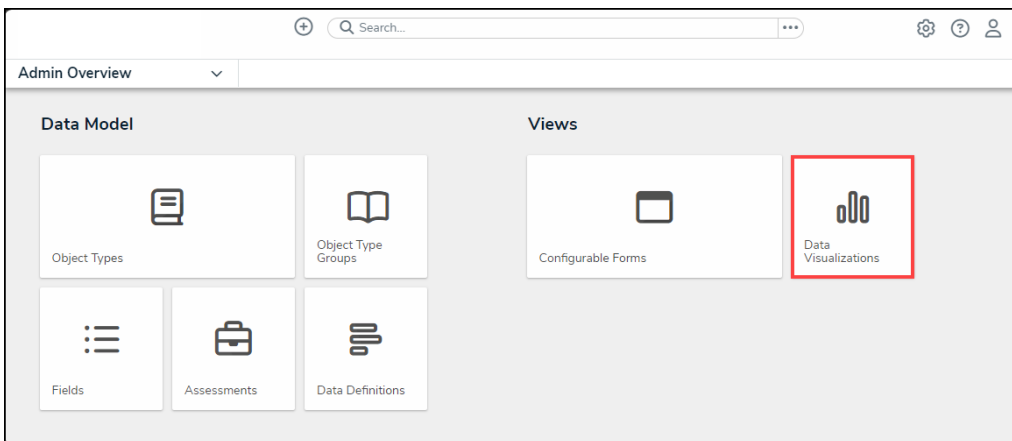 Search...
Admin Overview
Data Model
Views
Object Types
Object Type
Groups
Configurable Forms
Data
Visualizations
Fields
Assessments
Data Definitions